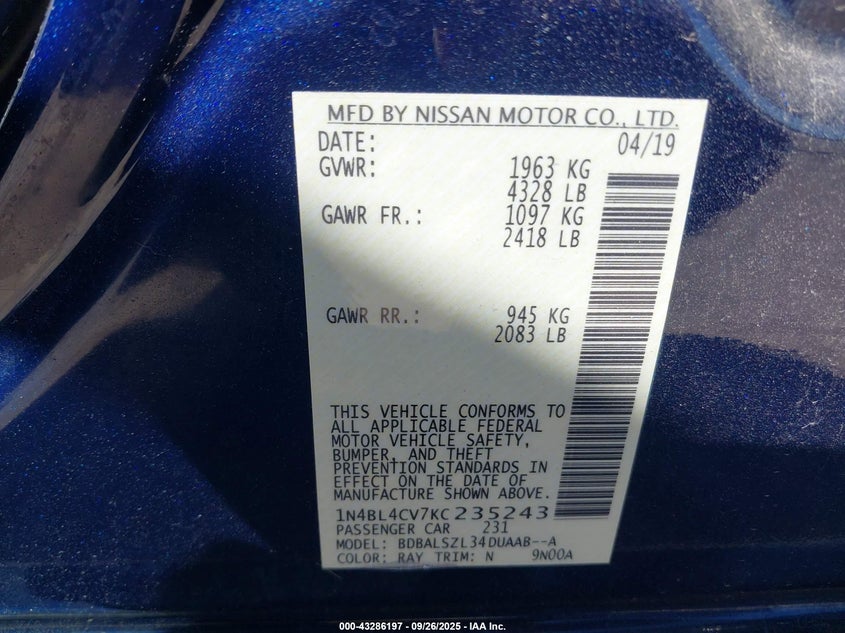 MFD BY NISSAN MOTOR CO., LTD.
DATE: 04/19
GVWR: 1963 KG
4328 LB
GAWR FR.: 1097 KG
2418 LB
GAWR RR.: 945 KG
2083 LB
THIS VEHICLE CONFORMS TO
ALL APPLICABLE FEDERAL
MOTOR VEHICLE SAFETY,
BUMPER, AND THEFT
PREVENTION STANDARDS IN
EFFECT ON THE DATE OF
MANUFACTURE SHOWN ABOVE.
1N4BL4CV7KC235243
PASSENGER CAR 231
MODEL: BDBALSZL34DUAAB--A
COLOR: RAY TRIM: N 9N00A
000-43286197 - 09/26/2025 - IAA Inc.